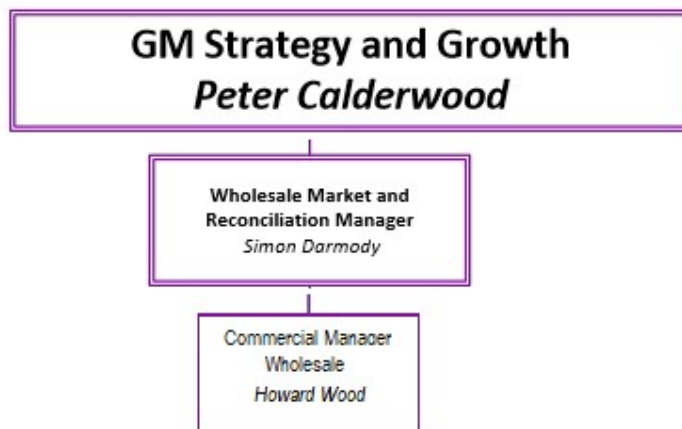 GM Strategy and Growth
Peter Calderwood
Wholesale Market and
Reconciliation Manager
Simon Darmody
Commercial Manager
Wholesale
Howard Wood